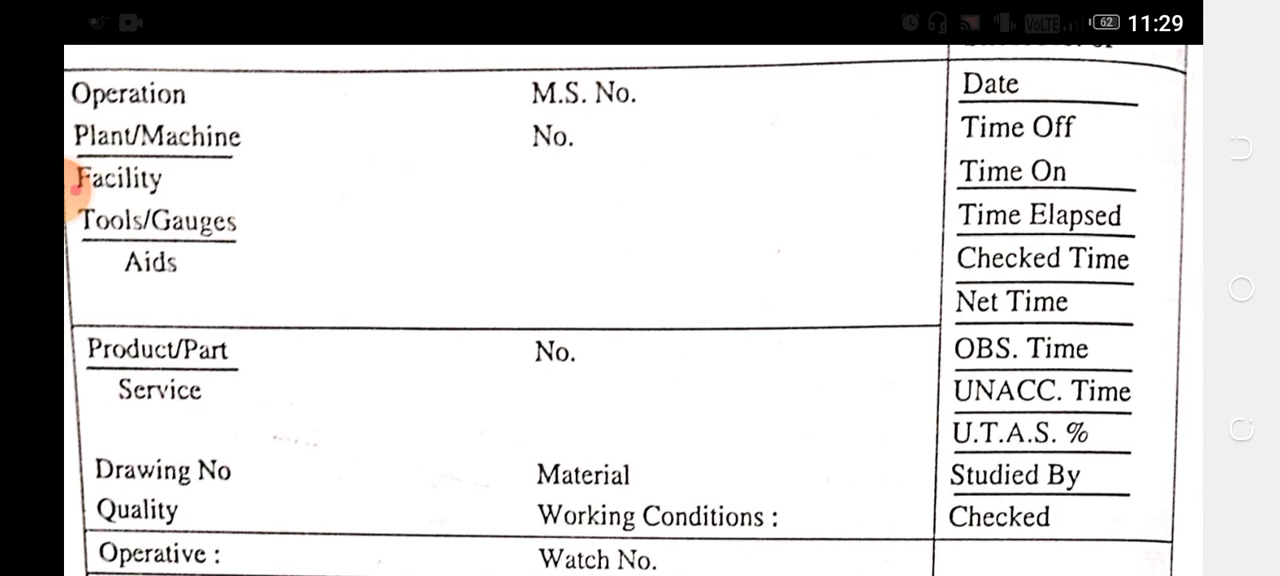 62 11:29
Operation M.S. No.
Plant/Machine No.
Facility
Tools/Gauges
Aids
Product/Part No.
Service
Drawing No Material
Quality Working Conditions :
Operative : Watch No.
Date
Time Off
Time On
Time Elapsed
Checked Time
Net Time
OBS. Time
UNACC. Time
U.T.A.S. %
Studied By
Checked